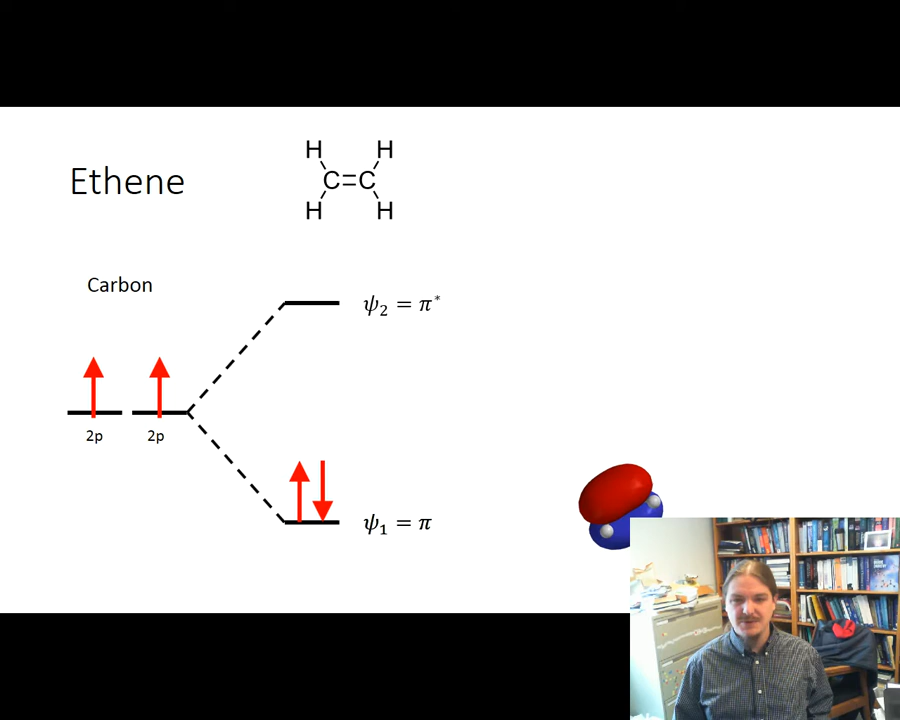 Ethene
H H
C=C
H H
Carbon
ψ₂ = π*
2p 2p
ψ₁ = π